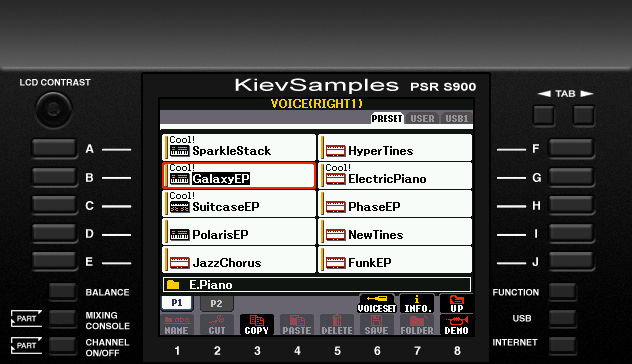 LCD CONTRAST
KievSamples PSR S900
TAB
VOICE(RIGHT1)
PRESET USER USB1
A
Cool!
SparkleStack
HyperTines
F
B
Cool!
GalaxyEP
Cool!
ElectricPiano
G
C
Cool!
SuitcaseEP
PhaseEP
H
D
PolarisEP
NewTines
I
E
JazzChorus
FunkEP
J
E.Piano
BALANCE
FUNCTION
P1 P2
VOICESET INFO. UP
PART
MIXING
CONSOLE
USB
NAME CUT COPY PASTE DELETE SAVE FOLDER DEMO
PART
CHANNEL
ON/OFF
INTERNET
1 2 3 4 5 6 7 8